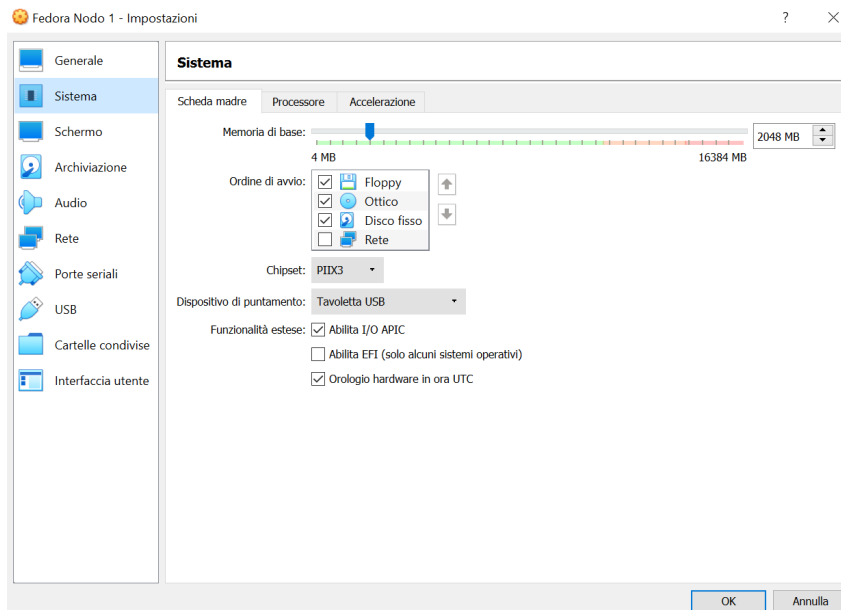 Fedora Nodo 1 - Impostazioni
?
Generale
Sistema
Schermo
Archiviazione
Audio
Rete
Porte seriali
USB
Cartelle condivise
Interfaccia utente
Sistema
Scheda madre Processore Accelerazione
Memoria di base: 2048 MB
4 MB 16384 MB
Ordine di avvio: Floppy
Ottico
Disco fisso
Rete
Chipset: PIIX3
Dispositivo di puntamento: Tavoletta USB
Funzionalità estese: Abilita I/O APIC
Abilita EFI (solo alcuni sistemi operativi)
Orologio hardware in ora UTC
OK Annulla